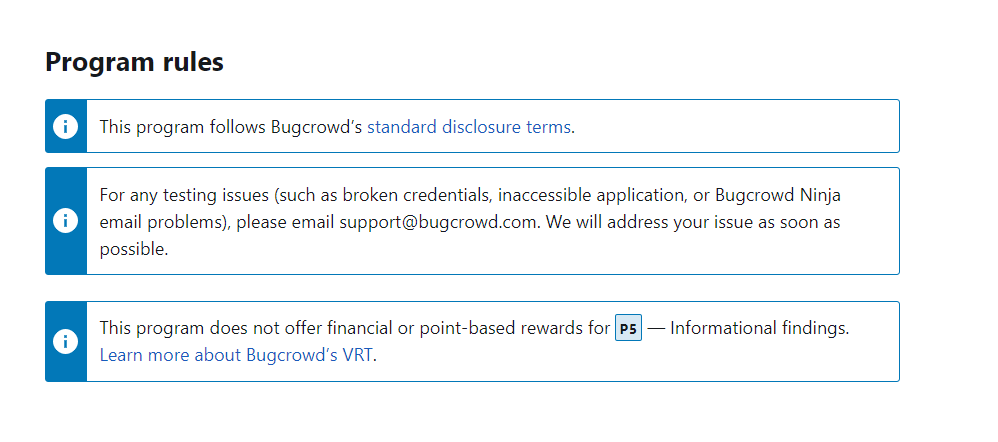 Program rules
This program follows Bugcrowd’s standard disclosure terms.
For any testing issues (such as broken credentials, inaccessible application, or Bugcrowd Ninja
email problems), please email support@bugcrowd.com. We will address your issue as soon as
possible.
This program does not offer financial or point-based rewards for P5 — Informational findings.
Learn more about Bugcrowd’s VRT.